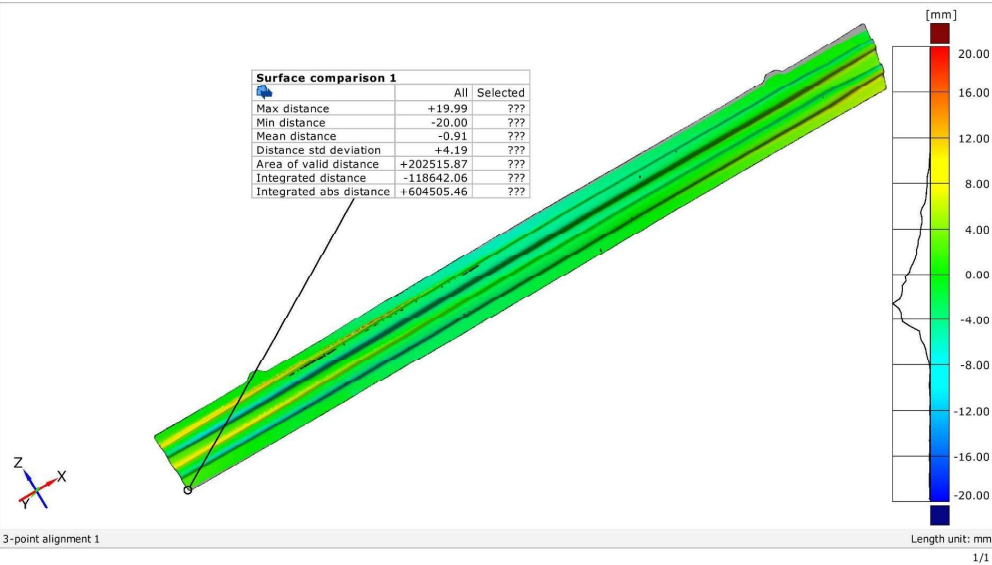 [mm]
Surface comparison 1
All Selected
Max distance +19.99 ???
Min distance -20.00 ???
Mean distance -0.91 ???
Distance std deviation +4.19 ???
Area of valid distance +202515.87 ???
Integrated distance -118642.06 ???
Integrated abs distance +604505.46 ???
20.00
16.00
12.00
8.00
4.00
0.00
-4.00
-8.00
-12.00
-16.00
-20.00
Z
X
Y
3-point alignment 1
Length unit: mm
1/1